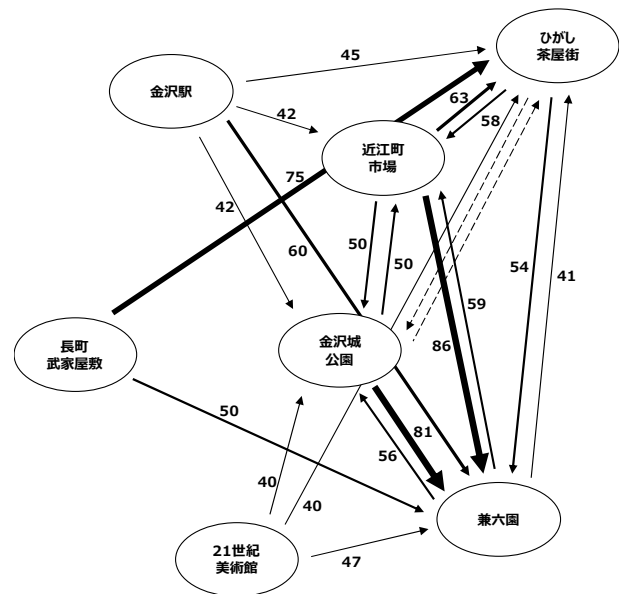 ひがし
茶屋街
45
金沢駅
42
63
58
近江町
市場
75
42
50
50
60
54
41
59
金沢城
公園
86
長町
武家屋敷
50
81
56
40
40
兼六園
21世紀
美術館
47